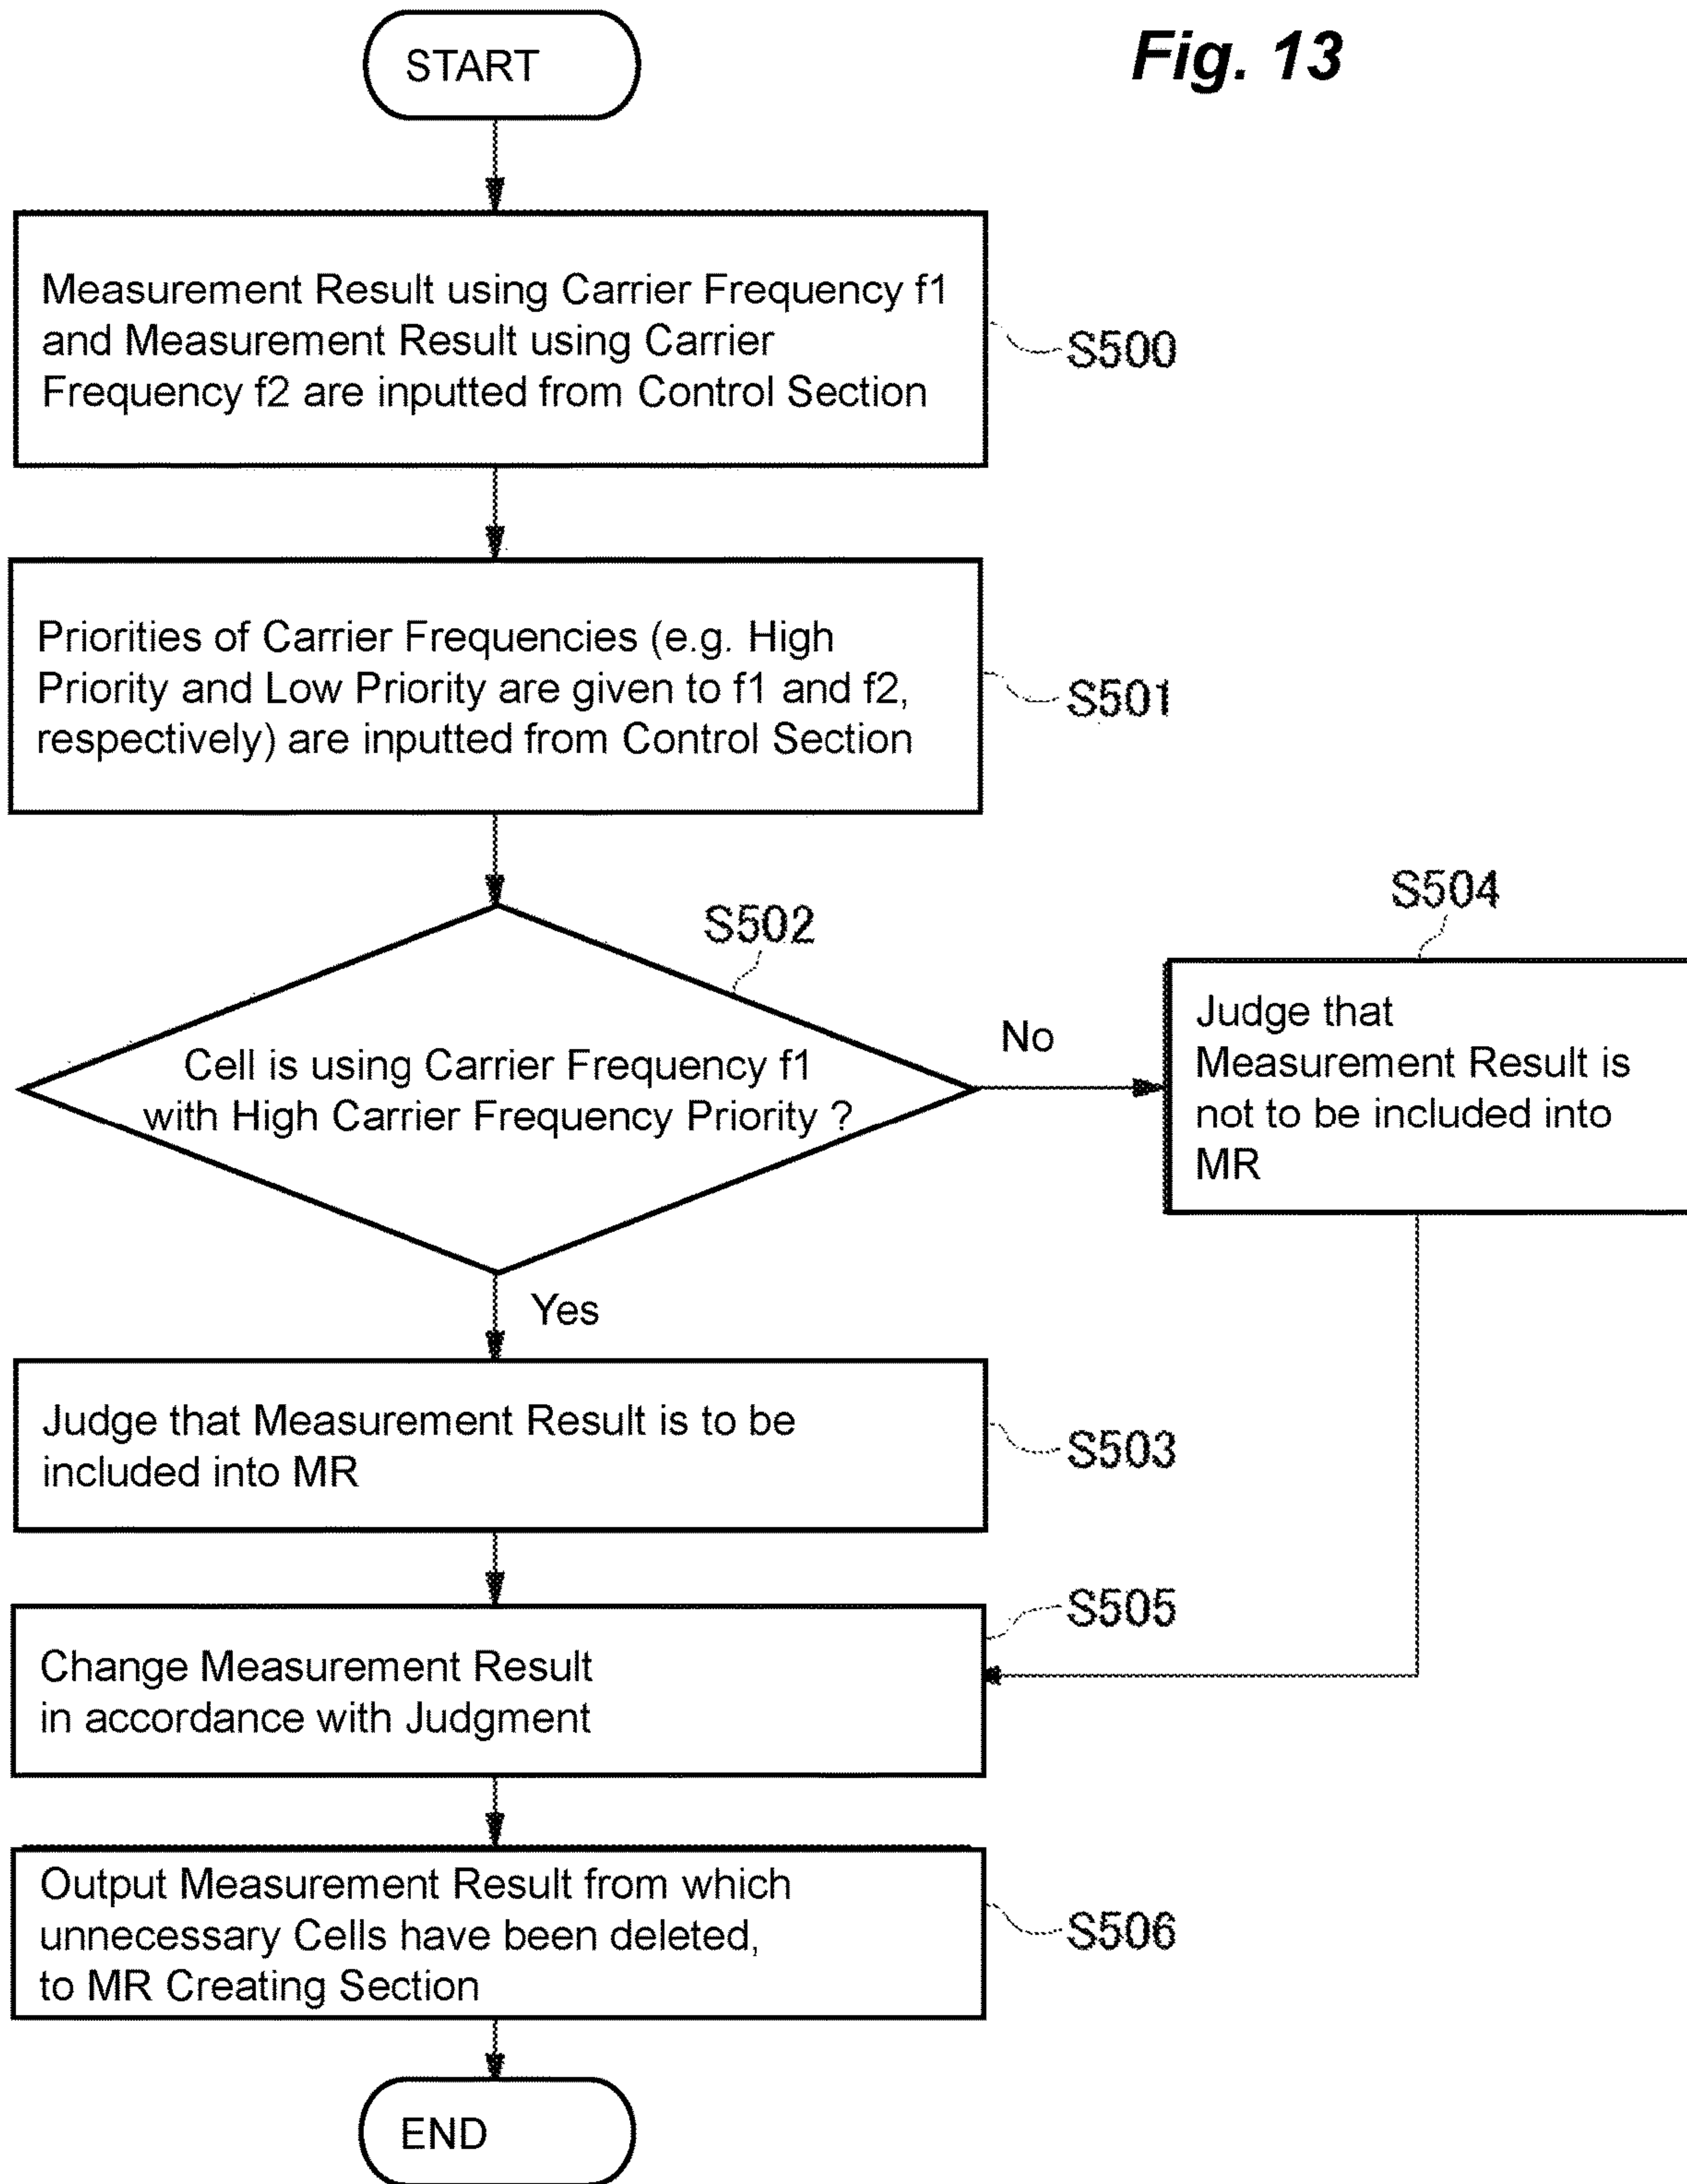 Fig. 13
START
Measurement Result using Carrier Frequency f1
and Measurement Result using Carrier
Frequency f2 are inputted from Control Section
S500
Priorities of Carrier Frequencies (e.g. High
Priority and Low Priority are given to f1 and f2,
respectively) are inputted from Control Section
S501
S502
Cell is using Carrier Frequency f1
with High Carrier Frequency Priority ?
No
S504
Judge that
Measurement Result is
not to be included into
MR
Yes
Judge that Measurement Result is to be
included into MR
S503
Change Measurement Result
in accordance with Judgment
S505
Output Measurement Result from which
unnecessary Cells have been deleted,
to MR Creating Section
S506
END